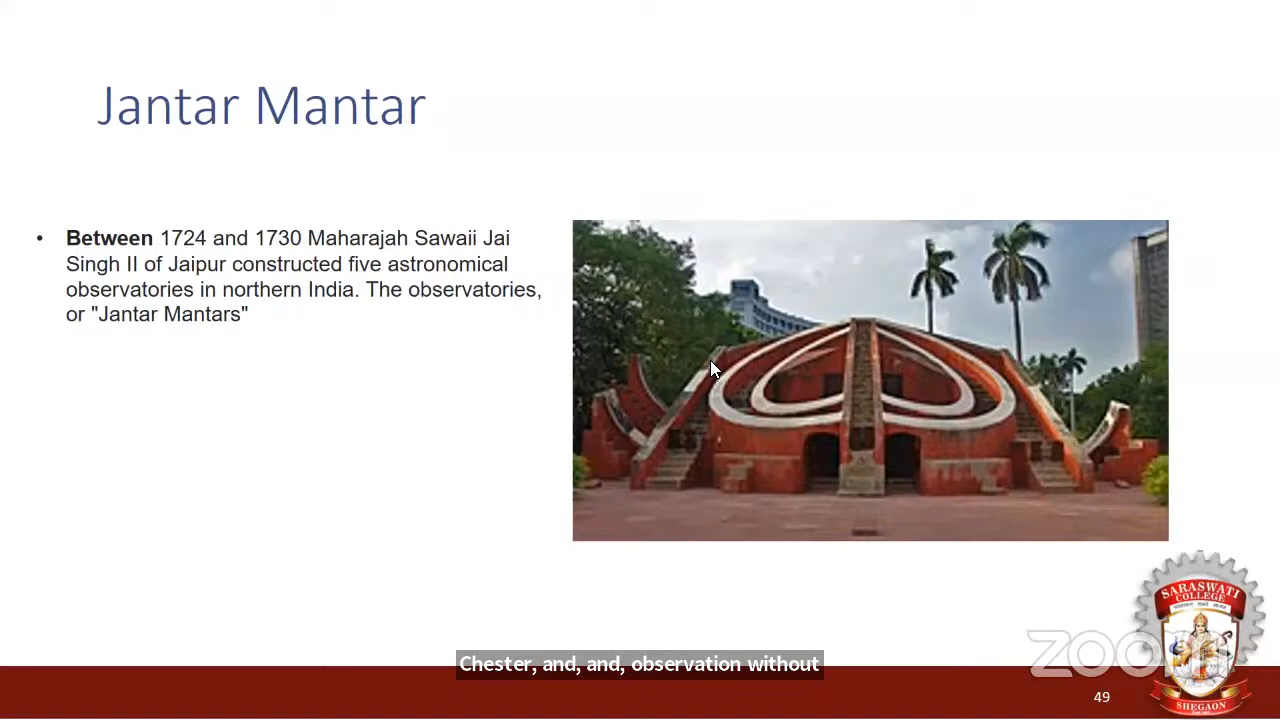 Jantar Mantar
• Between 1724 and 1730 Maharajah Sawaii Jai
Singh II of Jaipur constructed five astronomical
observatories in northern India. The observatories,
or "Jantar Mantars"
SARASWATI
COLLEGE
zoom
Chester, and, and, observation without
49
SHEGAON